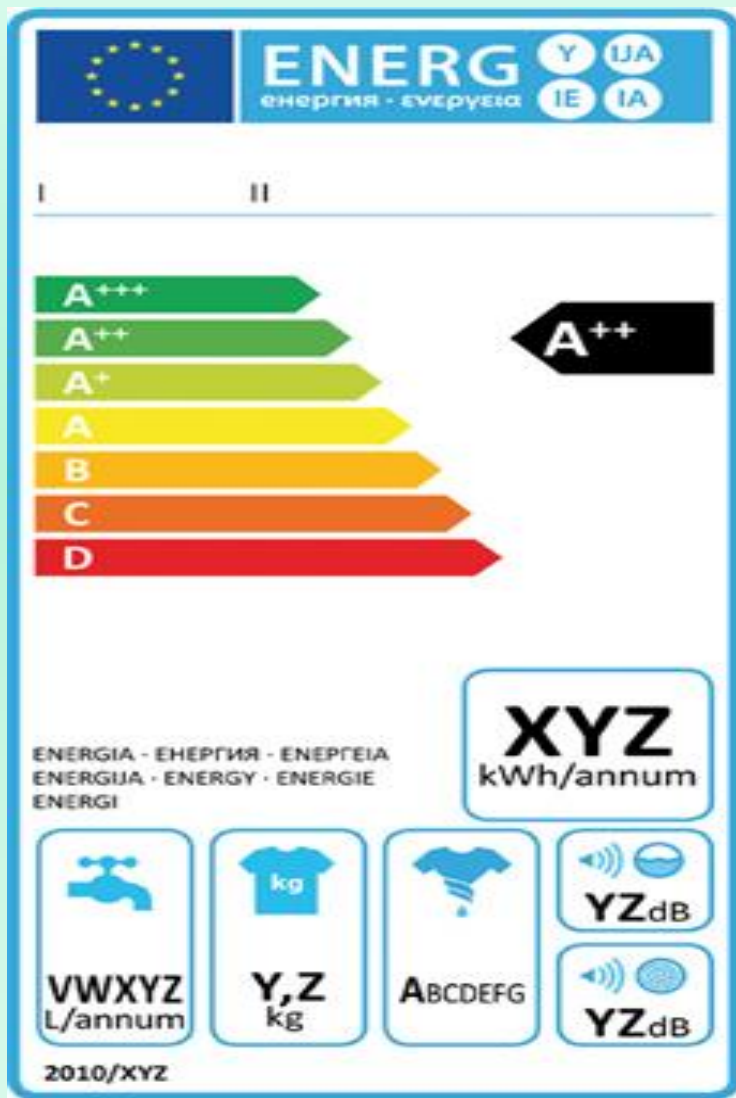 ENERG Y IJA
енергия · ενεργεια IE IA
I II
A+++
A++
A++
A+
A
B
C
D
XYZ
kWh/annum
ENERGIA · ЕНЕРГИЯ · ΕΝΕΡΓΕΙΑ
ENERGIJA · ENERGY · ENERGIE
ENERGI
kg
VWXYZ
L/annum
Y,Z
kg
ABCDEFG
YZdB
YZdB
2010/XYZ